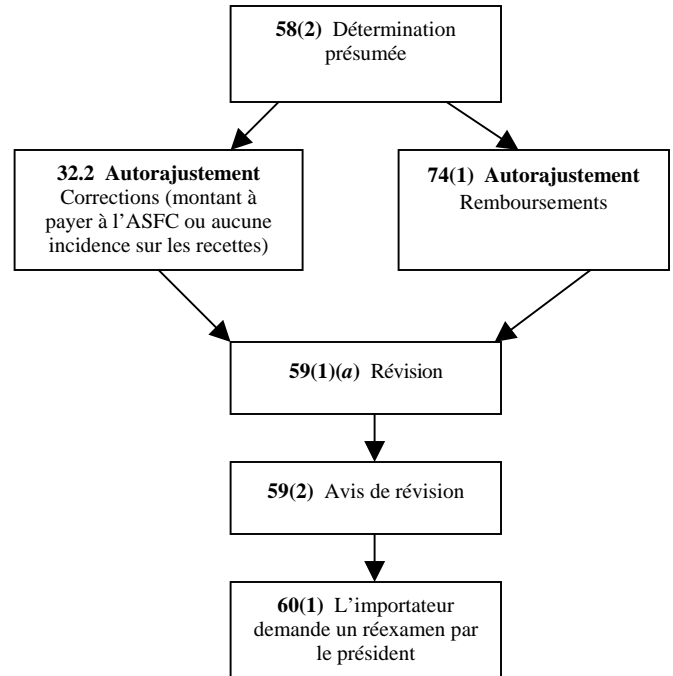 58(2) Détermination
présumée
32.2 Autorajustement
Corrections (montant à
payer à l’ASFC ou aucune
incidence sur les recettes)
74(1) Autorajustement
Remboursements
59(1)(a) Révision
59(2) Avis de révision
60(1) L’importateur
demande un réexamen par
le président